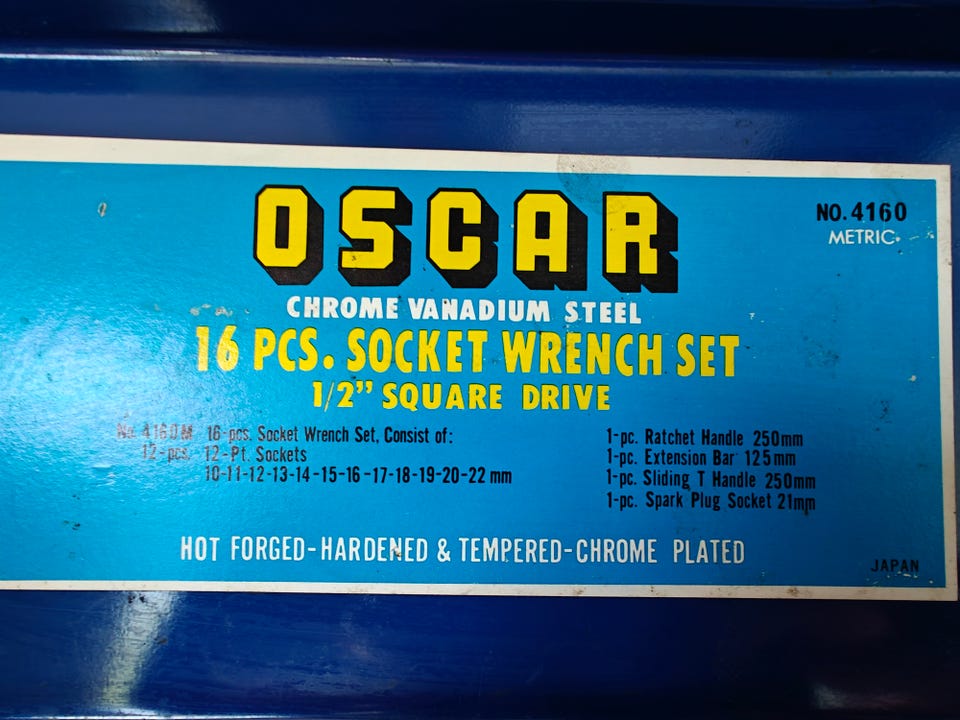 OSCAR
NO.4160
METRIC
CHROME VANADIUM STEEL
16 PCS. SOCKET WRENCH SET
1/2" SQUARE DRIVE
No. 4160M 16-pcs. Socket Wrench Set, Consist of:
12-pcs. 12-Pt. Sockets
10-11-12-13-14-15-16-17-18-19-20-22 mm
1-pc. Ratchet Handle 250mm
1-pc. Extension Bar 125mm
1-pc. Sliding T Handle 250mm
1-pc. Spark Plug Socket 21mm
HOT FORGED-HARDENED & TEMPERED-CHROME PLATED
JAPAN